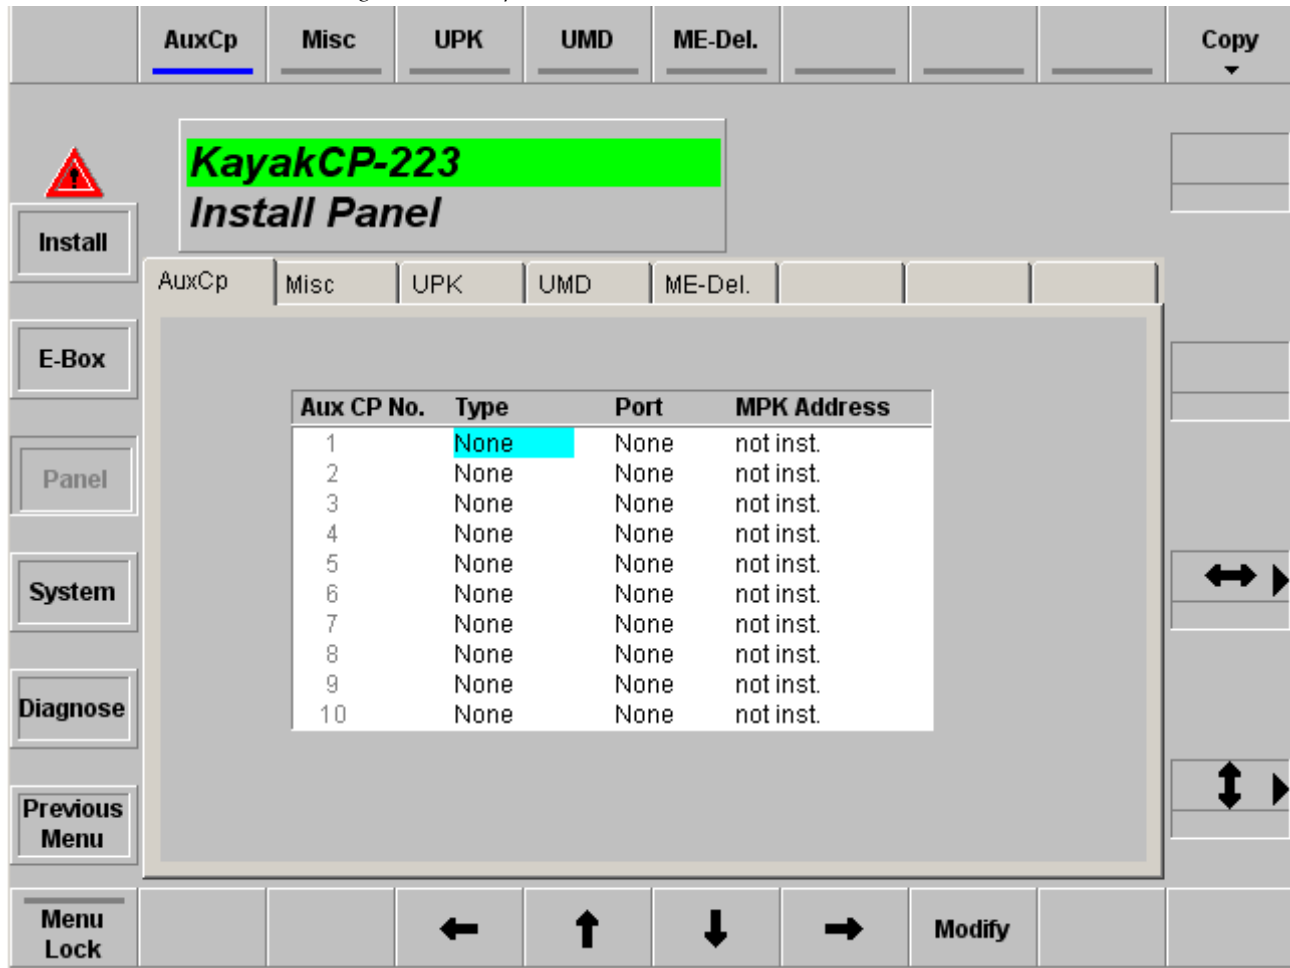 AuxCp Misc UPK UMD ME-Del. Copy
KayakCP-223
Install Panel
Install
AuxCp Misc UPK UMD ME-Del.
E-Box
Aux CP No. Type Port MPK Address
1 None None not inst.
2 None None not inst.
3 None None not inst.
4 None None not inst.
5 None None not inst.
6 None None not inst.
7 None None not inst.
8 None None not inst.
9 None None not inst.
10 None None not inst.
Panel
System
Diagnose
Previous
Menu
Menu
Lock
Modify